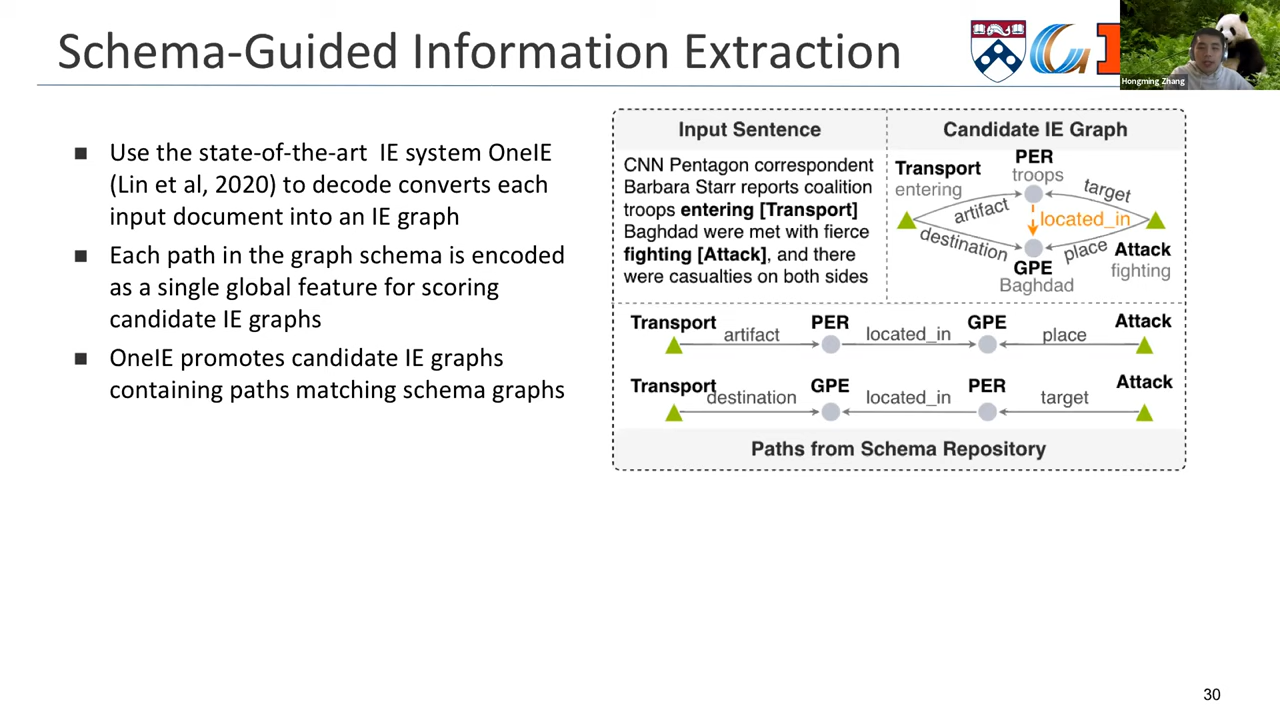 Schema-Guided Information Extraction
Hongming Zhang
Use the state-of-the-art IE system OneIE
(Lin et al, 2020) to decode converts each
input document into an IE graph
Each path in the graph schema is encoded
as a single global feature for scoring
candidate IE graphs
OneIE promotes candidate IE graphs
containing paths matching schema graphs
Input Sentence
CNN Pentagon correspondent
Barbara Starr reports coalition
troops entering [Transport]
Baghdad were met with fierce
fighting [Attack], and there
were casualties on both sides
Candidate IE Graph
Transport
entering
PER
troops
artifact
target
located_in
destination
place
GPE
Baghdad
Attack
fighting
Transport artifact PER located_in GPE place Attack
Transport destination GPE located_in PER target Attack
Paths from Schema Repository
30